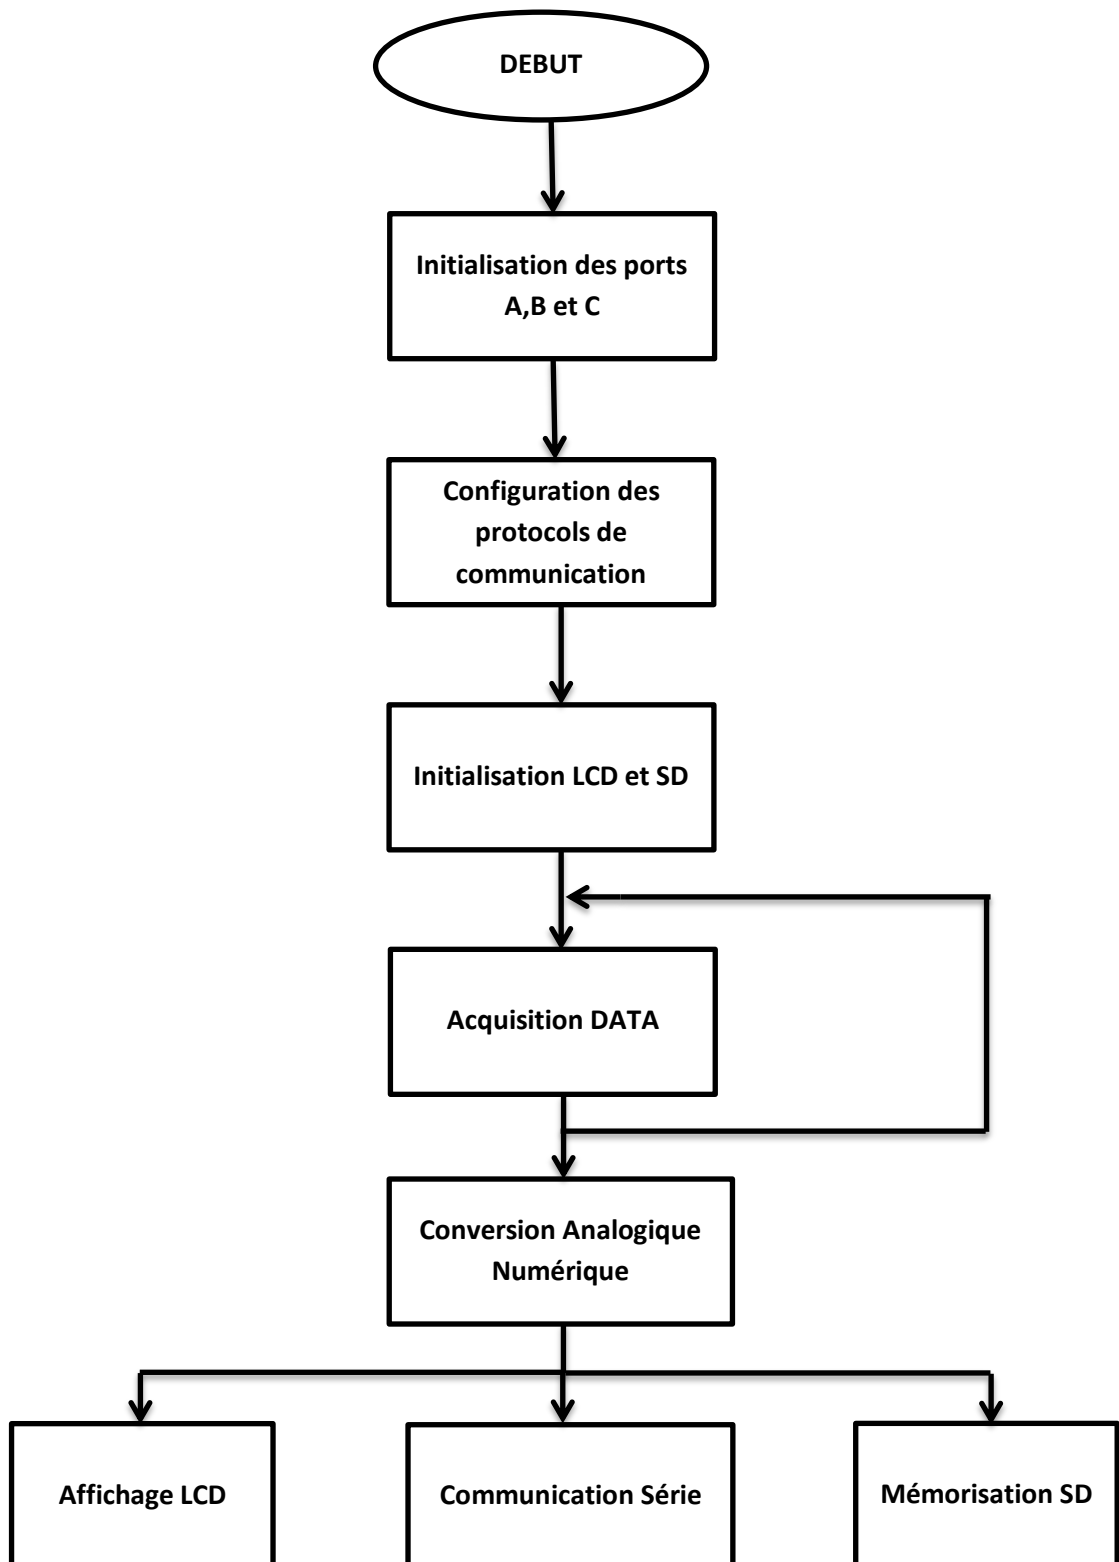 DEBUT
Initialisation des ports
A,B et C
Configuration des
protocols de
communication
Initialisation LCD et SD
Acquisition DATA
Conversion Analogique
Numérique
Affichage LCD
Communication Série
Mémorisation SD